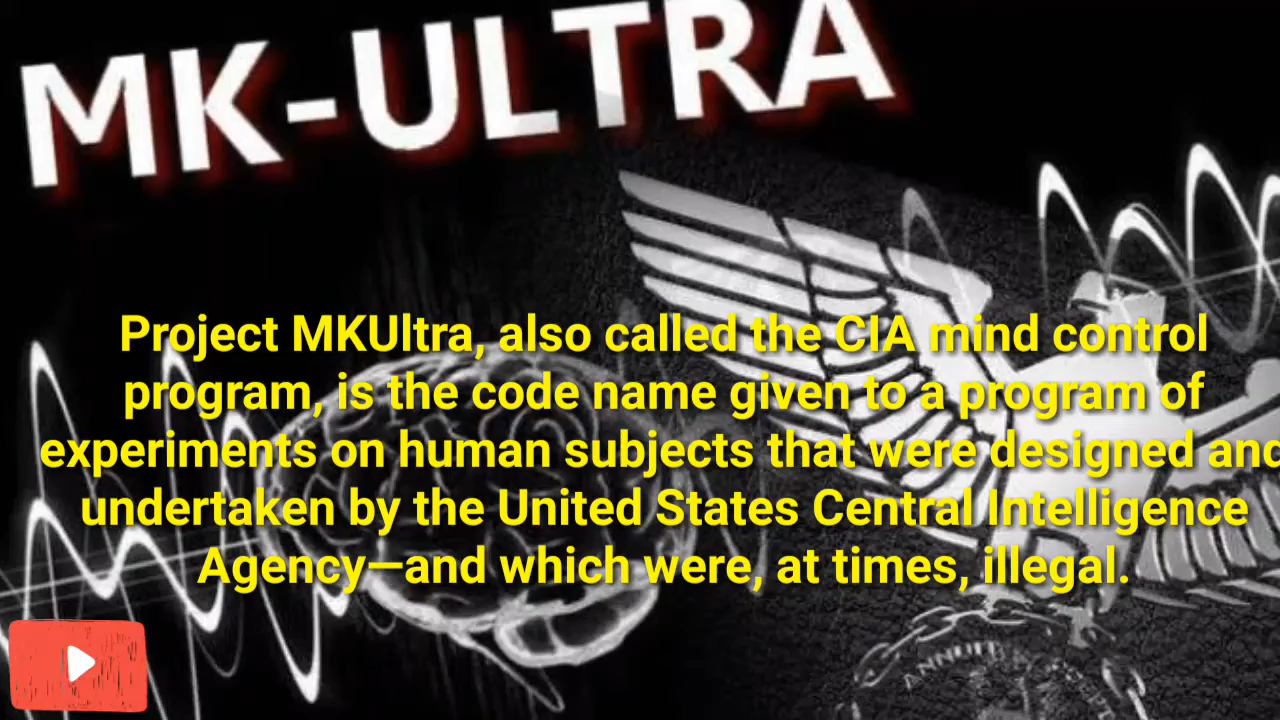 MK-ULTRA
Project MKUltra, also called the CIA mind control
program, is the code name given to a program of
experiments on human subjects that were designed and
undertaken by the United States Central Intelligence
Agency—and which were, at times, illegal.